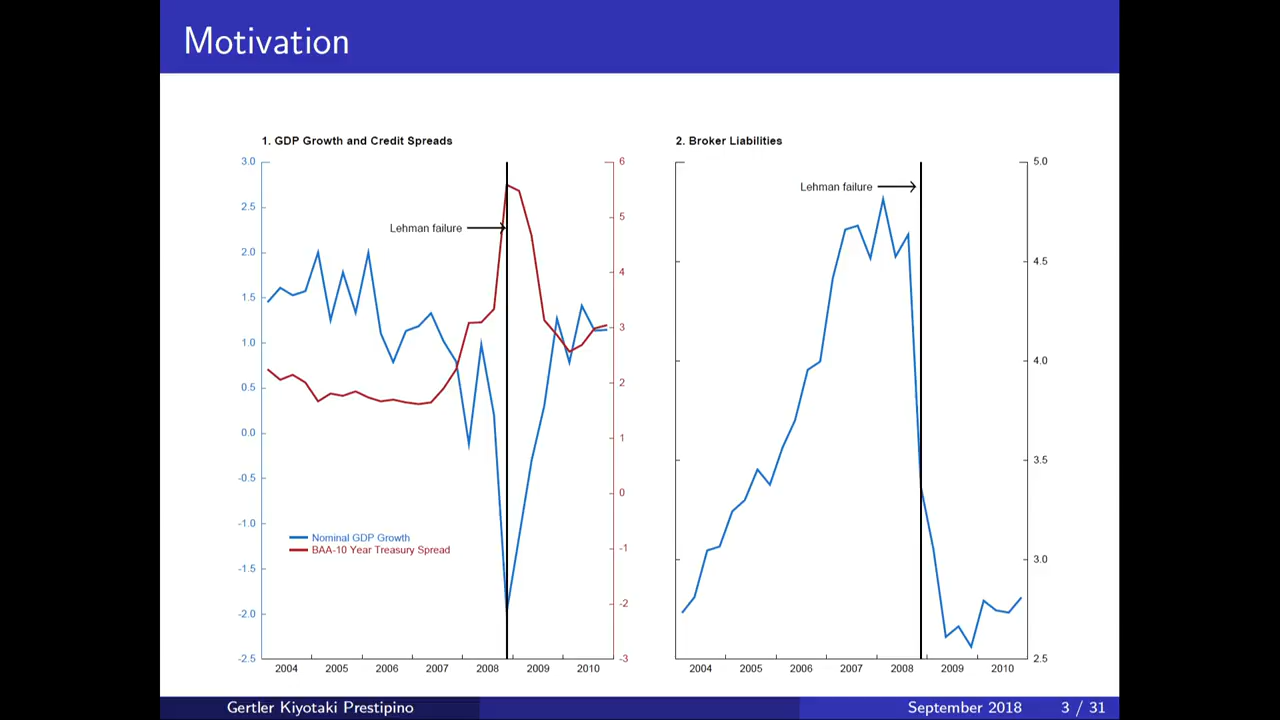 Motivation
1. GDP Growth and Credit Spreads
3.0
2.5
2.0
1.5
1.0
0.5
0.0
-0.5
-1.0
-1.5
-2.0
-2.5
6
5
4
3
2
1
0
-1
-2
-3
Lehman failure
Nominal GDP Growth
BAA-10 Year Treasury Spread
2004 2005 2006 2007 2008 2009 2010
2. Broker Liabilities
Lehman failure
5.0
4.5
4.0
3.5
3.0
2.5
2004 2005 2006 2007 2008 2009 2010
Gertler Kiyotaki Prestipino September 2018 3 / 31